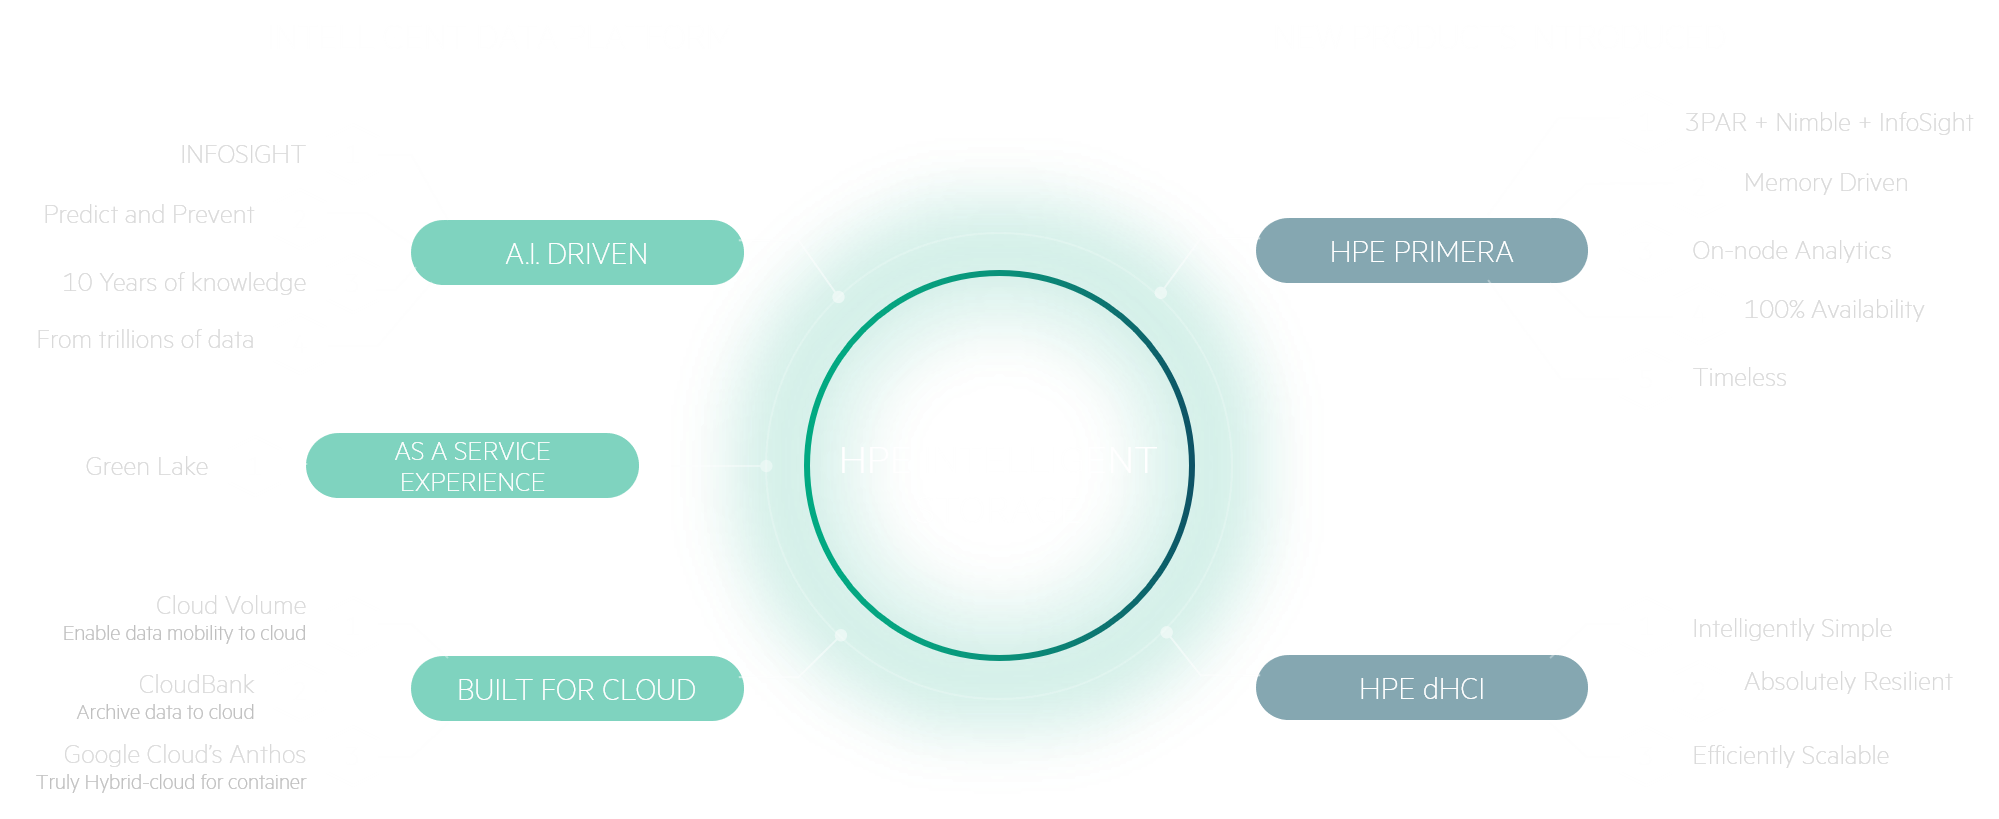 INFOSIGHT
Predict and Prevent
10 Years of knowledge
From trillions of data
A.I. DRIVEN
Green Lake
AS A SERVICE
EXPERIENCE
Cloud Volume
Enable data mobility to cloud
CloudBank
Archive data to cloud
Google Cloud's Anthos
Truly Hybrid-cloud for container
BUILT FOR CLOUD
HPE PRIMERA
3PAR + Nimble + InfoSight
Memory Driven
On-node Analytics
100% Availability
Timeless
HPE dHCI
Intelligently Simple
Absolutely Resilient
Efficiently Scalable